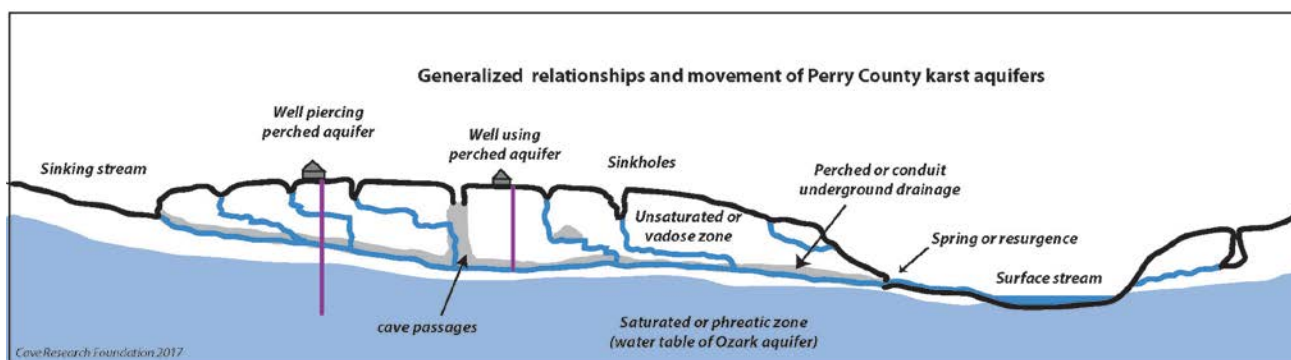 Generalized relationships and movement of Perry County karst aquifers
Well piercing
perched aquifer
Well using
perched aquifer
Sinking stream
Sinkholes
Perched or conduit
underground drainage
Unsaturated or
vadose zone
Spring or resurgence
Surface stream
cave passages
Saturated or phreatic zone
(water table of Ozark aquifer)
Cave Research Foundation 2017